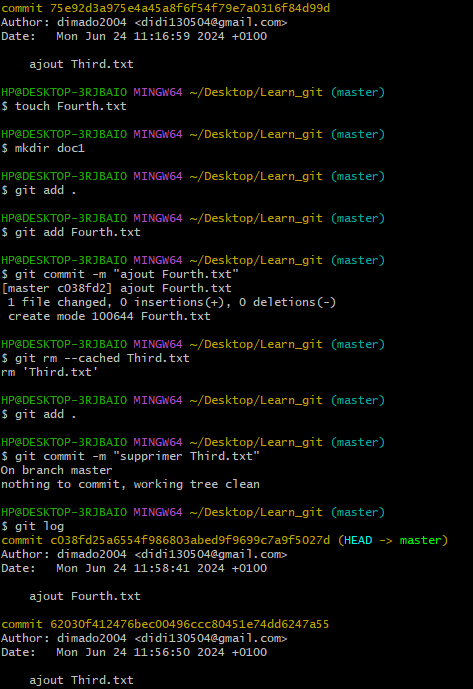 commit 75e92d3a975e4a45a8f6f54f79e7a0316f84d99d
Author: dimado2004 <didi130504@gmail.com>
Date:   Mon Jun 24 11:16:59 2024 +0100
    ajout Third.txt
HP@DESKTOP-3RJBAIO MINGW64 ~/Desktop/Learn_git (master)
$ touch Fourth.txt
HP@DESKTOP-3RJBAIO MINGW64 ~/Desktop/Learn_git (master)
$ mkdir doc1
HP@DESKTOP-3RJBAIO MINGW64 ~/Desktop/Learn_git (master)
$ git add .
HP@DESKTOP-3RJBAIO MINGW64 ~/Desktop/Learn_git (master)
$ git add Fourth.txt
HP@DESKTOP-3RJBAIO MINGW64 ~/Desktop/Learn_git (master)
$ git commit -m "ajout Fourth.txt"
[master c038fd2] ajout Fourth.txt
 1 file changed, 0 insertions(+), 0 deletions(-)
 create mode 100644 Fourth.txt
HP@DESKTOP-3RJBAIO MINGW64 ~/Desktop/Learn_git (master)
$ git rm --cached Third.txt
rm 'Third.txt'
HP@DESKTOP-3RJBAIO MINGW64 ~/Desktop/Learn_git (master)
$ git add .
HP@DESKTOP-3RJBAIO MINGW64 ~/Desktop/Learn_git (master)
$ git commit -m "supprimer Third.txt"
On branch master
nothing to commit, working tree clean
HP@DESKTOP-3RJBAIO MINGW64 ~/Desktop/Learn_git (master)
$ git log
commit c038fd25a6554f986803abed9f9699c7a9f5027d (HEAD -> master)
Author: dimado2004 <didi130504@gmail.com>
Date:   Mon Jun 24 11:58:41 2024 +0100
    ajout Fourth.txt
commit 62030f412476bec00496ccc80451e74dd6247a55
Author: dimado2004 <didi130504@gmail.com>
Date:   Mon Jun 24 11:56:50 2024 +0100
    ajout Third.txt